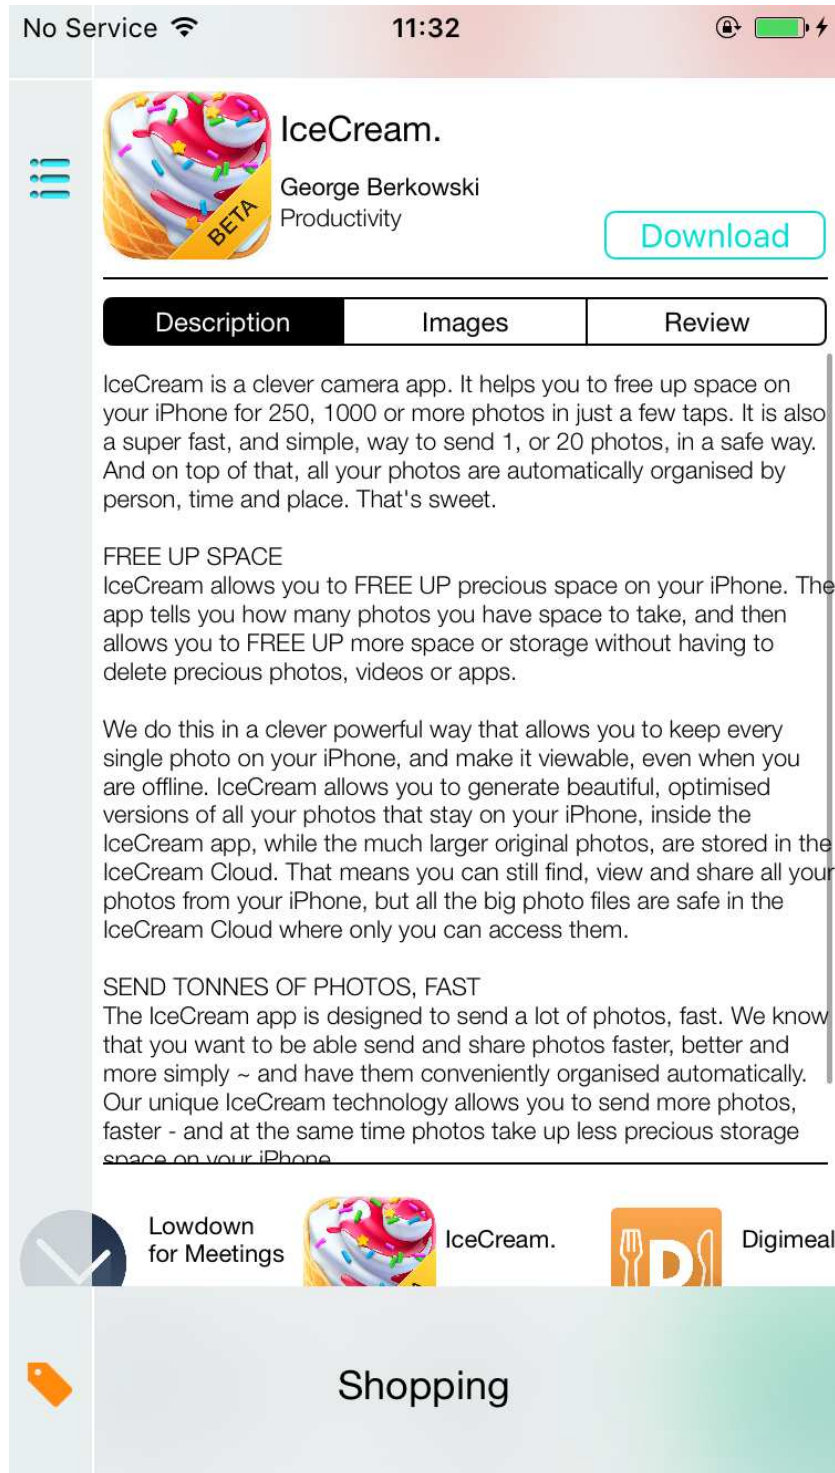 No Service
11:32
IceCream.
George Berkowski
Productivity
BETA
Download
Description
Images
Review
IceCream is a clever camera app. It helps you to free up space on
your iPhone for 250, 1000 or more photos in just a few taps. It is also
a super fast, and simple, way to send 1, or 20 photos, in a safe way.
And on top of that, all your photos are automatically organised by
person, time and place. That's sweet.
FREE UP SPACE
IceCream allows you to FREE UP precious space on your iPhone. The
app tells you how many photos you have space to take, and then
allows you to FREE UP more space or storage without having to
delete precious photos, videos or apps.
We do this in a clever powerful way that allows you to keep every
single photo on your iPhone, and make it viewable, even when you
are offline. IceCream allows you to generate beautiful, optimised
versions of all your photos that stay on your iPhone, inside the
IceCream app, while the much larger original photos, are stored in the
IceCream Cloud. That means you can still find, view and share all your
photos from your iPhone, but all the big photo files are safe in the
IceCream Cloud where only you can access them.
SEND TONNES OF PHOTOS, FAST
The IceCream app is designed to send a lot of photos, fast. We know
that you want to be able send and share photos faster, better and
more simply ~ and have them conveniently organised automatically.
Our unique IceCream technology allows you to send more photos,
faster - and at the same time photos take up less precious storage
space on your iPhone
Lowdown
for Meetings
IceCream.
D
Digimeal
Shopping